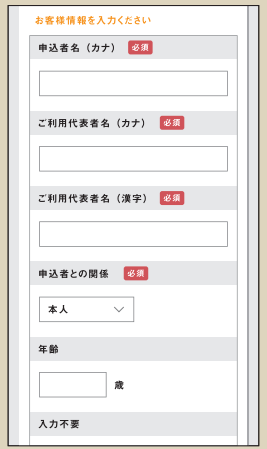 お客様情報を入力ください
申込者名（カナ） 必須
ご利用代表者名（カナ） 必須
ご利用代表者名（漢字） 必須
申込者との関係 必須
本人
年齢
歳
入力不要